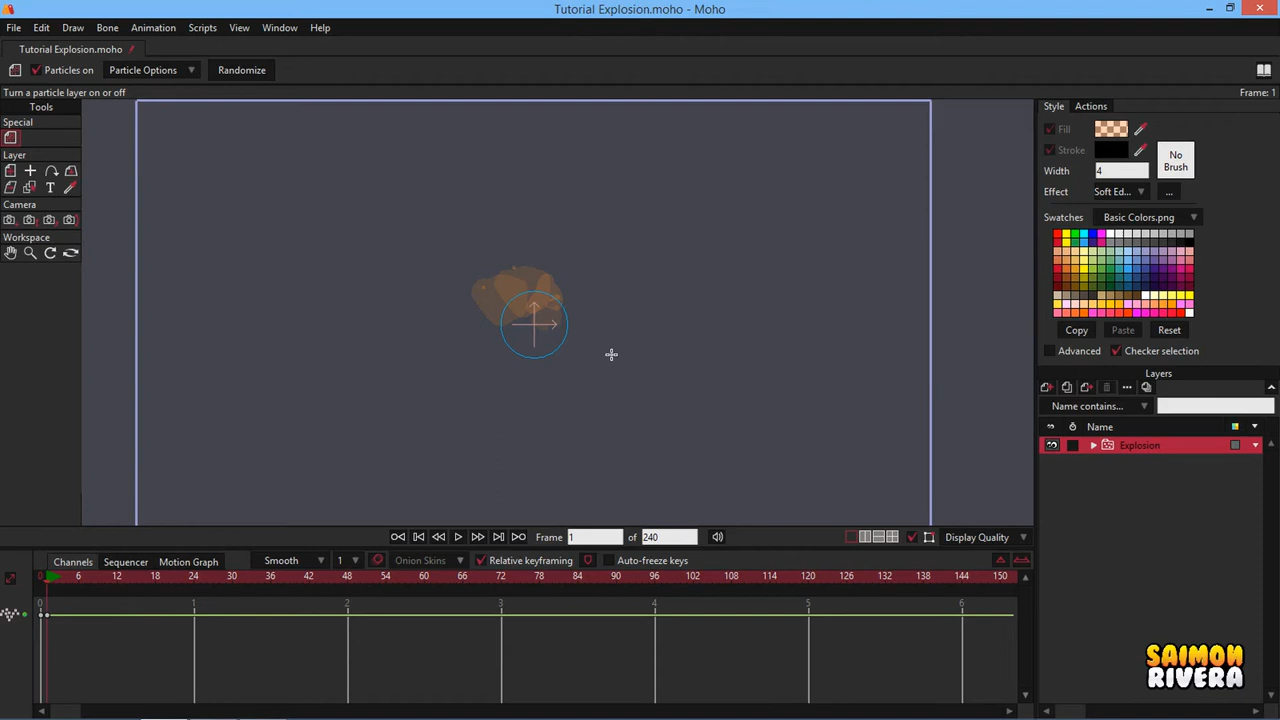 Tutorial Explosion.moho - Moho
File Edit Draw Bone Animation Scripts View Window Help
Tutorial Explosion.moho
Particles on Particle Options Randomize
Turn a particle layer on or off Frame: 1
Tools Style Actions
Special
Fill
Stroke
No Brush
Layer
Width 4
Effect Soft Ed... ...
Camera
Swatches Basic Colors.png
Workspace
Copy Paste Reset
Advanced Checker selection
Layers
Name contains...
Name
Explosion
Frame 1 of 240 Display Quality
Channels Sequencer Motion Graph Smooth 1 Onion Skins Relative keyframing Auto-freeze keys
0 6 12 18 24 30 36 42 48 54 60 66 72 78 84 90 96 102 108 114 120 126 132 138 144 150
0 1 2 3 4 5 6
SAIMON
RIVERA